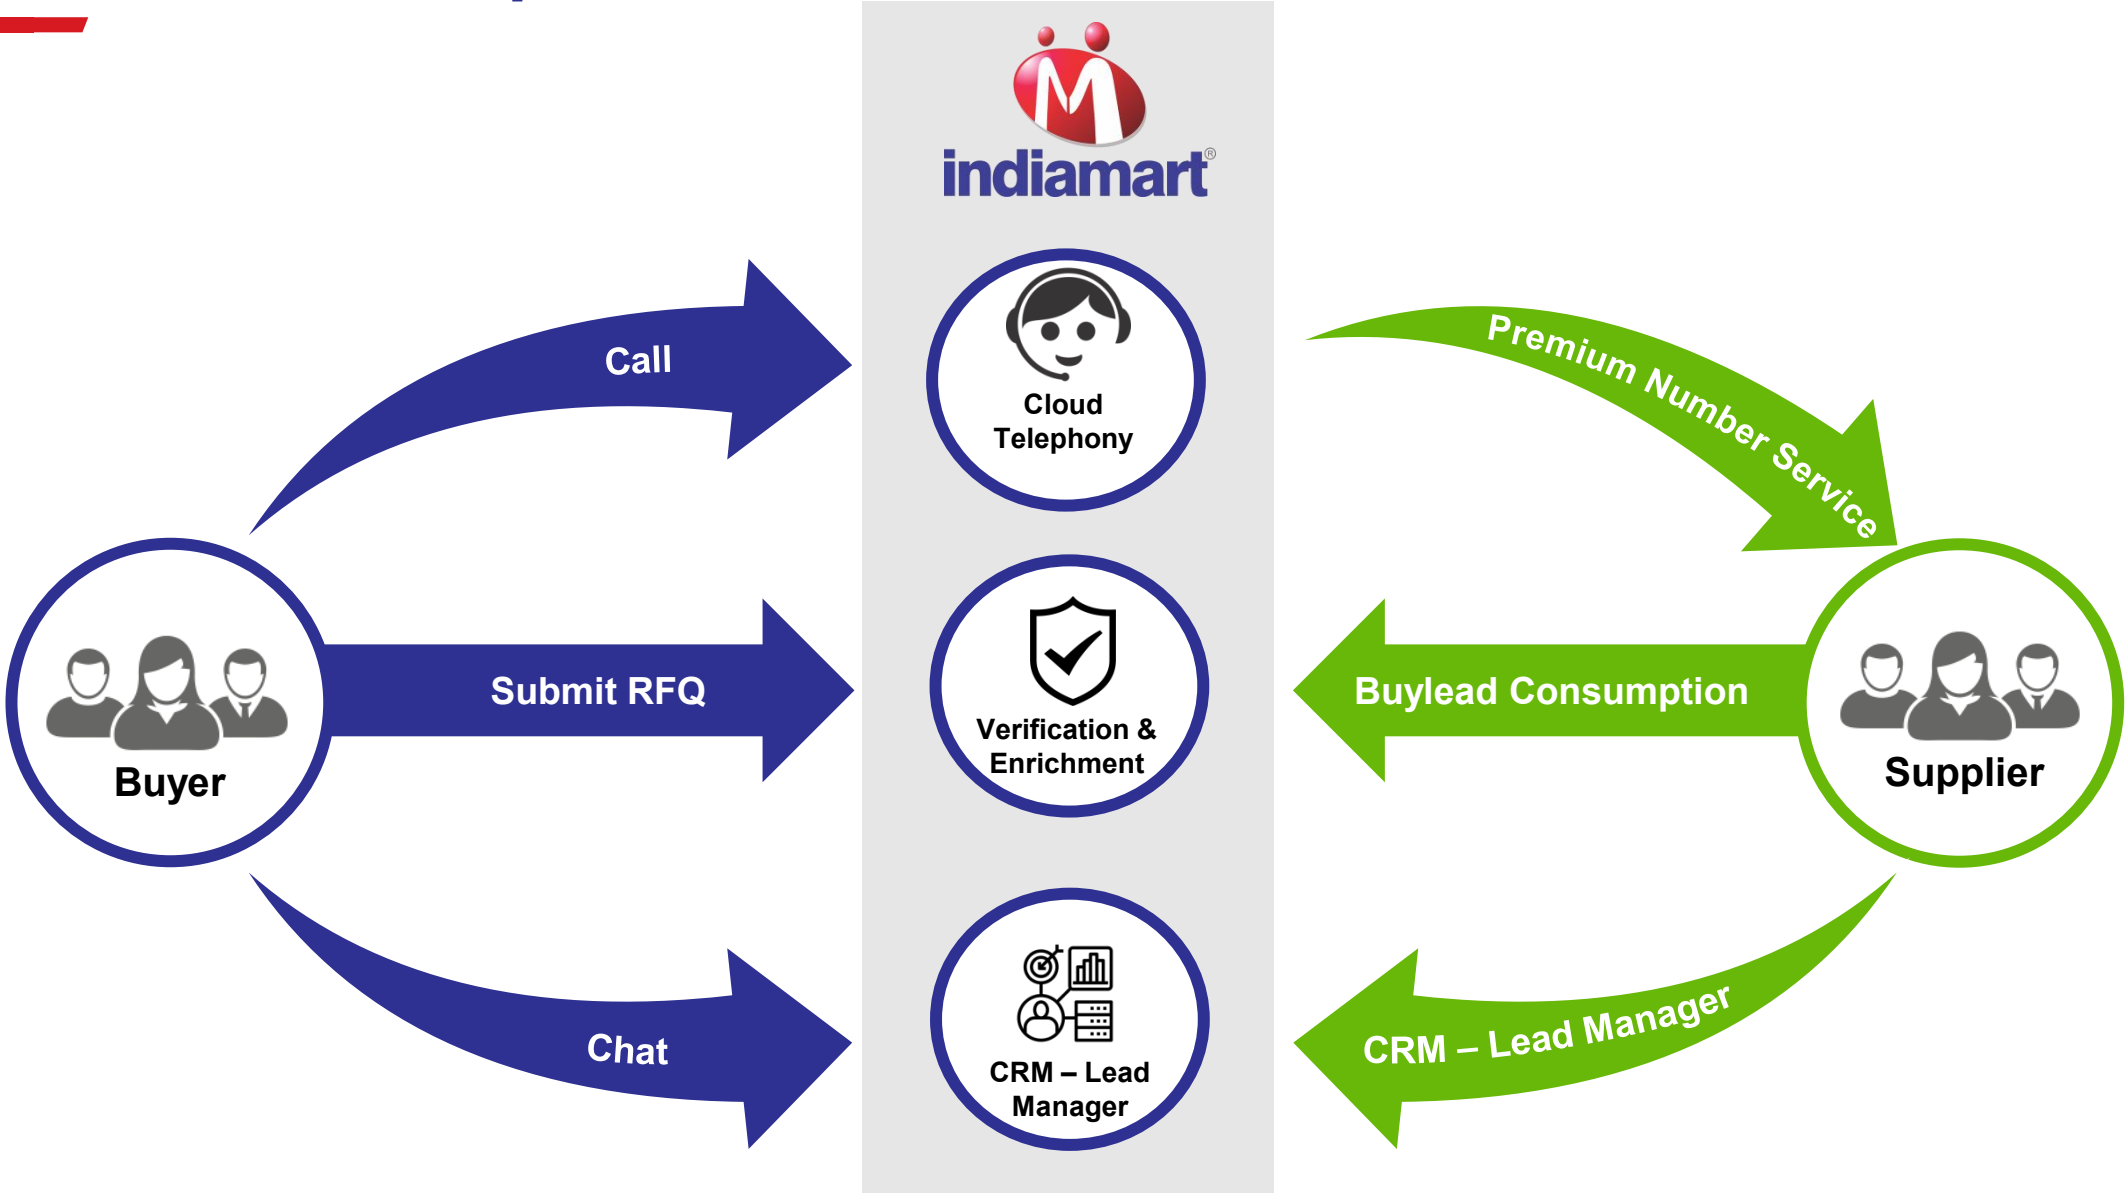 indiamart®
Call
Cloud
Telephony
Premium Number Service
Buyer
Submit RFQ
Verification &
Enrichment
Buylead Consumption
Supplier
Chat
CRM – Lead
Manager
CRM – Lead Manager